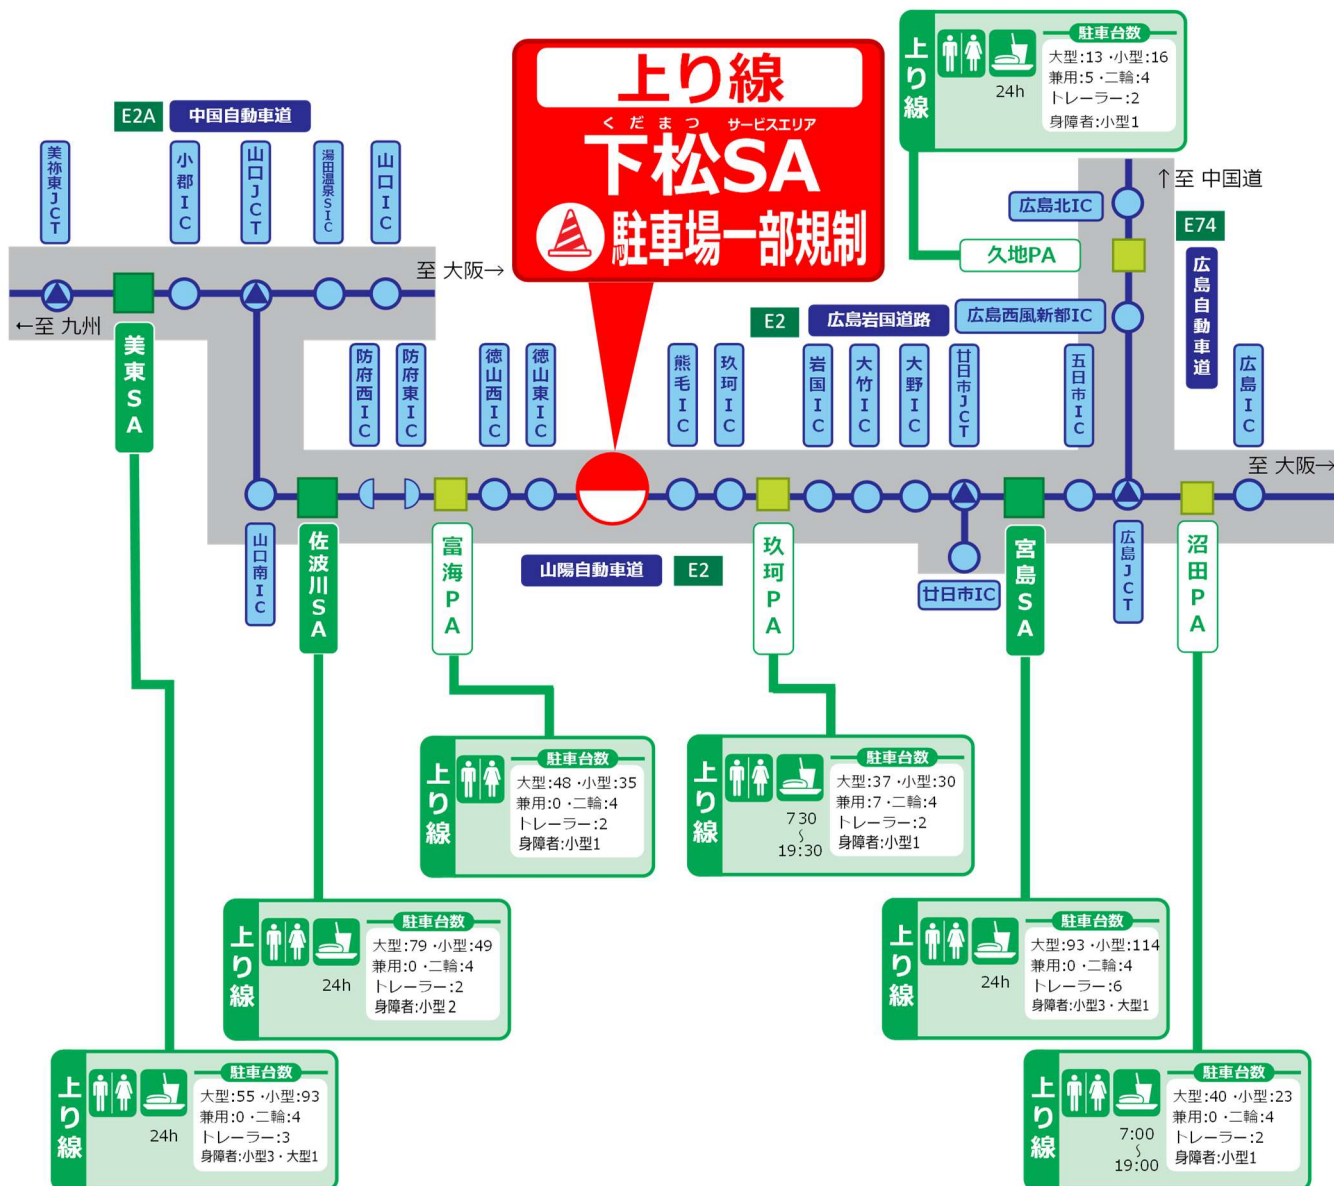 上り線
くだまつ サービスエリア
下松SA
駐車場一部規制
上り線
24h
駐車台数
大型:13・小型:16
兼用:5・二輪:4
トレーラー:2
身障者:小型1
E2A 中国自動車道
美祢東JCT
小郡IC
山口JCT
湯田温泉SIC
山口IC
至 大阪→
←至 九州
美東SA
↑至 中国道
広島北IC
E74
久地PA
広島自動車道
広島西風新都IC
E2 広島岩国道路
防府西IC
防府東IC
徳山西IC
徳山東IC
熊毛IC
玖珂IC
岩国IC
大竹IC
大野IC
廿日市JCT
五日市IC
広島IC
至 大阪→
山口南IC
佐波川SA
富海PA
山陽自動車道 E2
玖珂PA
廿日市IC
宮島SA
広島JCT
沼田PA
上り線
駐車台数
大型:48・小型:35
兼用:0・二輪:4
トレーラー:2
身障者:小型1
上り線
730
〜
19:30
駐車台数
大型:37・小型:30
兼用:7・二輪:4
トレーラー:2
身障者:小型1
上り線
24h
駐車台数
大型:79・小型:49
兼用:0・二輪:4
トレーラー:2
身障者:小型2
上り線
24h
駐車台数
大型:93・小型:114
兼用:0・二輪:4
トレーラー:6
身障者:小型3・大型1
上り線
24h
駐車台数
大型:55・小型:93
兼用:0・二輪:4
トレーラー:3
身障者:小型3・大型1
上り線
7:00
〜
19:00
駐車台数
大型:40・小型:23
兼用:0・二輪:4
トレーラー:2
身障者:小型1